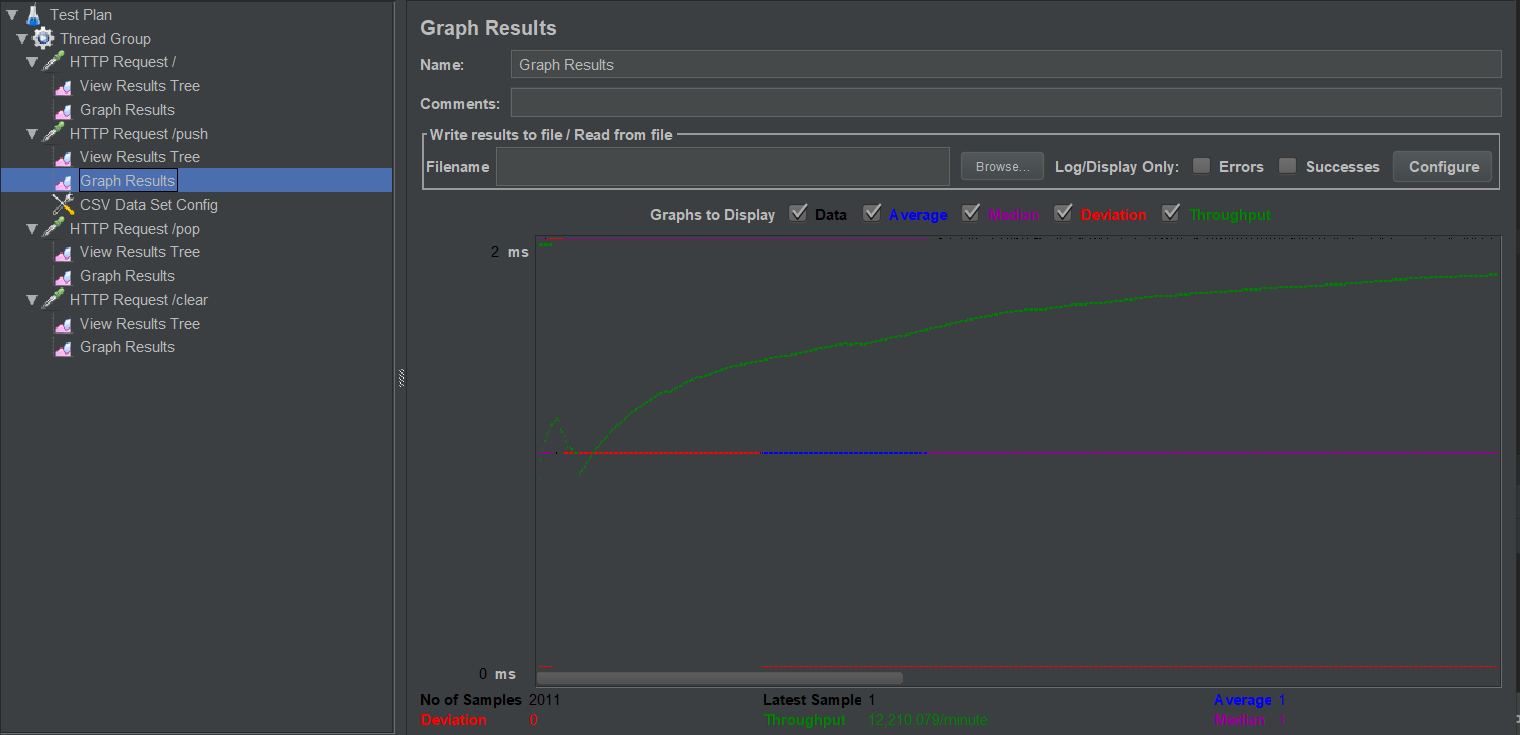 Test Plan
Thread Group
HTTP Request /
View Results Tree
Graph Results
HTTP Request /push
View Results Tree
Graph Results
CSV Data Set Config
HTTP Request /pop
View Results Tree
Graph Results
HTTP Request /clear
View Results Tree
Graph Results
Graph Results
Name: Graph Results
Comments:
Write results to file / Read from file
Filename Browse... Log/Display Only: Errors Successes Configure
Graphs to Display Data Average Median Deviation Throughput
2 ms
0 ms
No of Samples 2011 Latest Sample 1 Average 1
Deviation 0 Throughput 12,210.079/minute Median 1